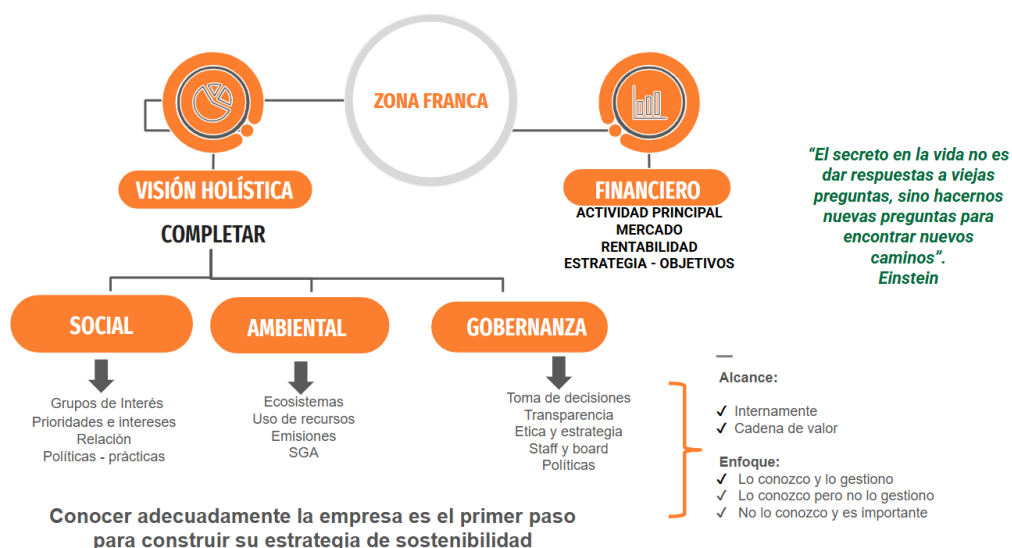 ZONA FRANCA
VISIÓN HOLÍSTICA
COMPLETAR
FINANCIERO
ACTIVIDAD PRINCIPAL
MERCADO
RENTABILIDAD
ESTRATEGIA - OBJETIVOS
“El secreto en la vida no es
dar respuestas a viejas
preguntas, sino hacernos
nuevas preguntas para
encontrar nuevos
caminos”.
Einstein
SOCIAL
Grupos de Interés
Prioridades e intereses
Relación
Políticas - prácticas
AMBIENTAL
Ecosistemas
Uso de recursos
Emisiones
SGA
GOBERNANZA
Toma de decisiones
Transparencia
Etica y estrategia
Staff y board
Políticas
Alcance:
✓ Internamente
✓ Cadena de valor
Enfoque:
✓ Lo conozco y lo gestiono
✓ Lo conozco pero no lo gestiono
✓ No lo conozco y es importante
Conocer adecuadamente la empresa es el primer paso
para construir su estrategia de sostenibilidad